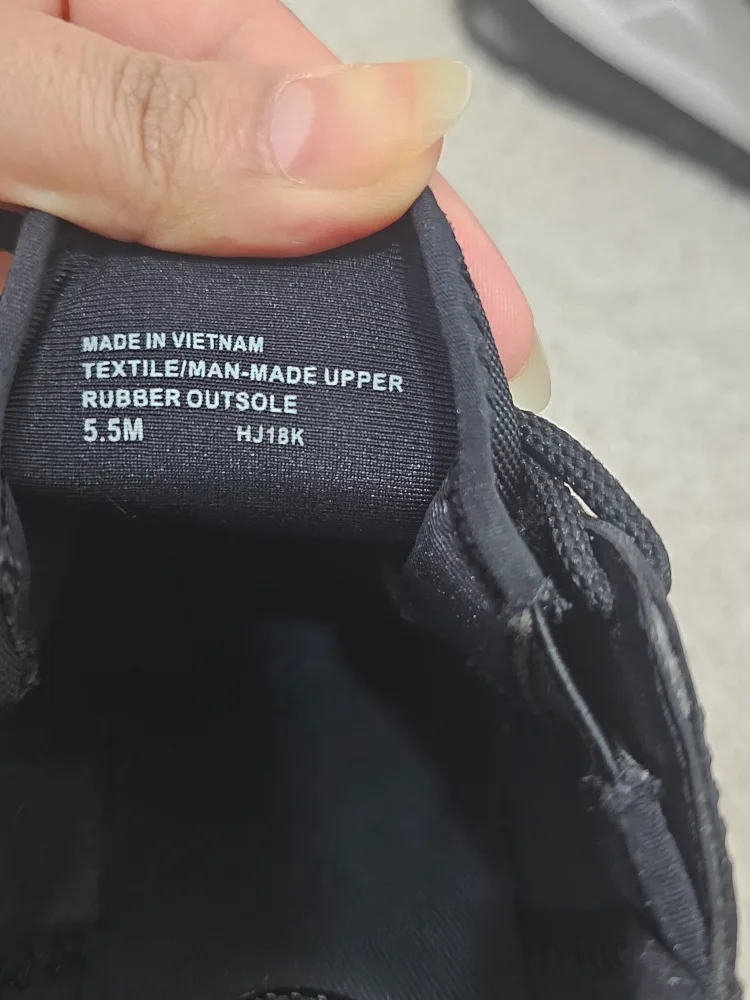 MADE IN VIETNAM
TEXTILE/MAN-MADE UPPER
RUBBER OUTSOLE
5.5M HJ18K